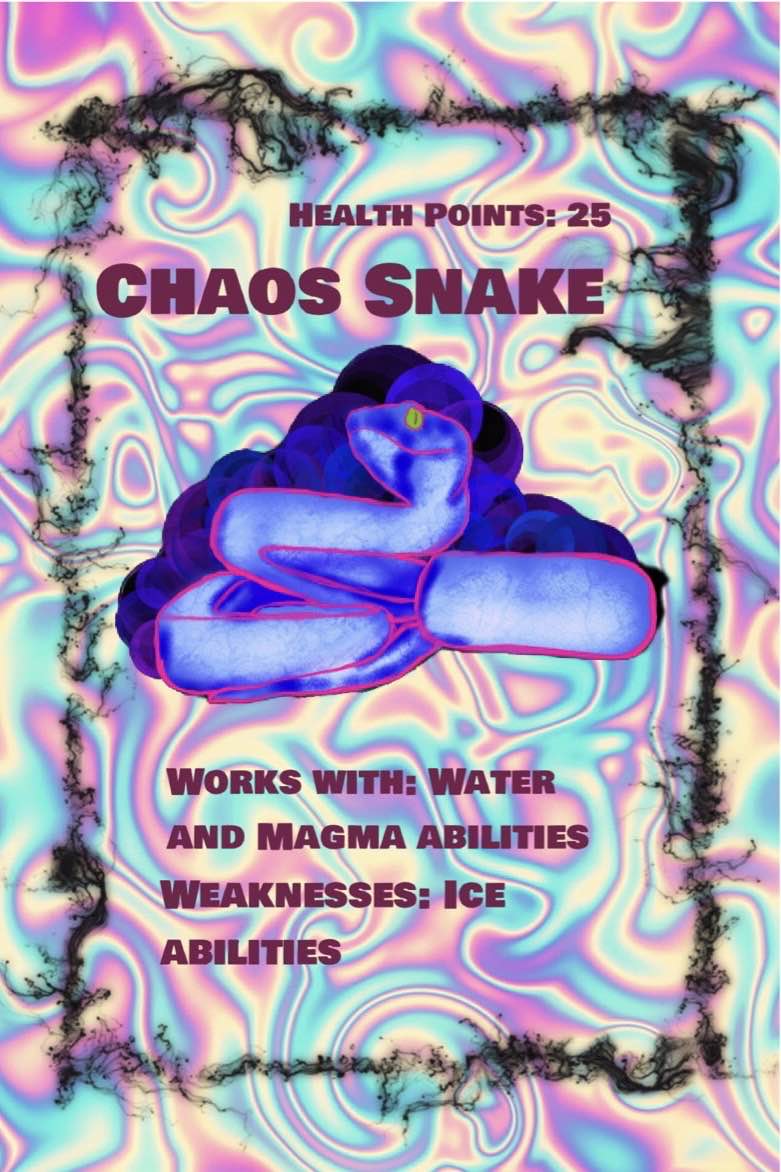 Health Points: 25
Chaos Snake
Works with: Water
and Magma abilities
Weaknesses: Ice
abilities